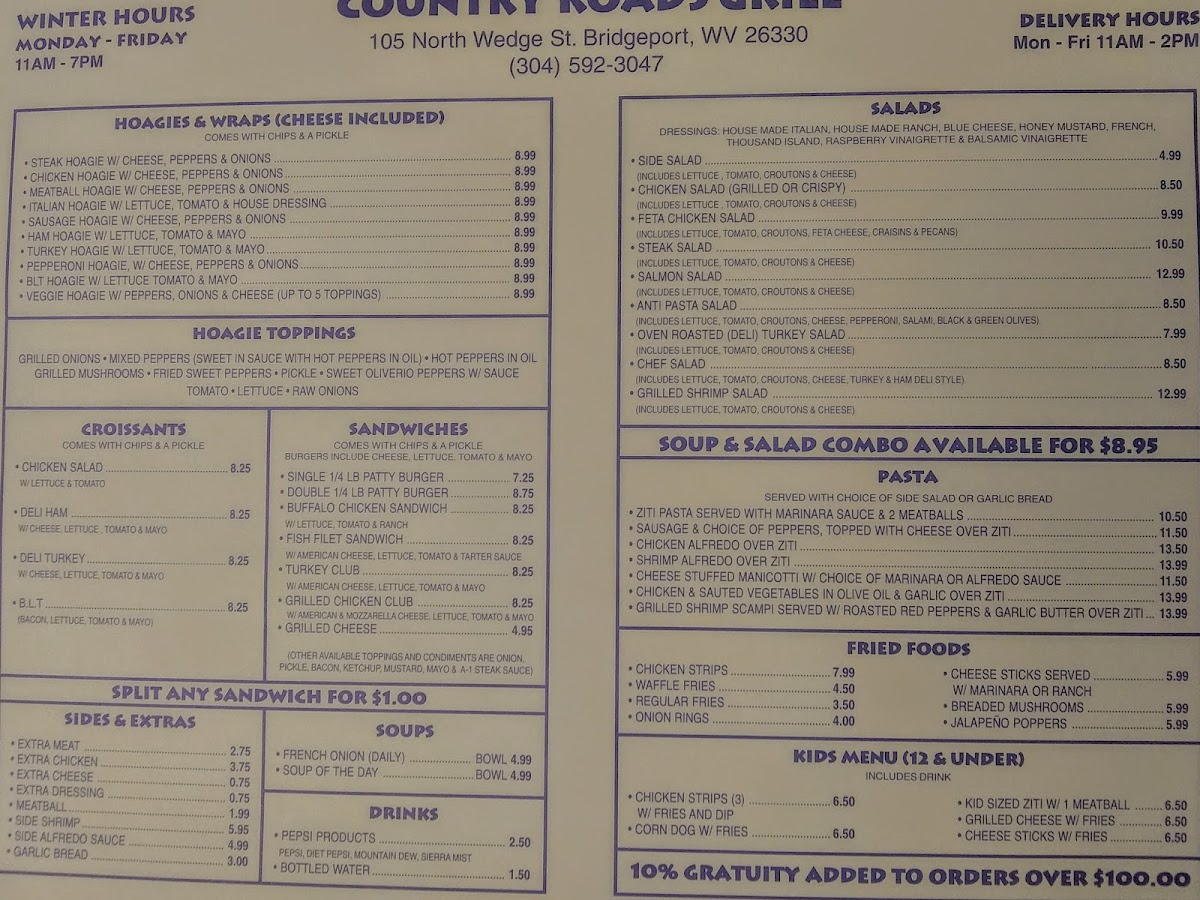 WINTER HOURS
MONDAY - FRIDAY
11AM - 7PM
COUNTRY ROADS GRILL
105 North Wedge St. Bridgeport, WV 26330
(304) 592-3047
DELIVERY HOURS
Mon - Fri 11AM - 2PM
HOAGIES & WRAPS (CHEESE INCLUDED)
COMES WITH CHIPS & A PICKLE
• STEAK HOAGIE W/ CHEESE, PEPPERS & ONIONS 8.99
• CHICKEN HOAGIE W/ CHEESE, PEPPERS & ONIONS 8.99
• MEATBALL HOAGIE W/ CHEESE, PEPPERS & ONIONS 8.99
• ITALIAN HOAGIE W/ LETTUCE, TOMATO & HOUSE DRESSING 8.99
• SAUSAGE HOAGIE W/ CHEESE, PEPPERS & ONIONS 8.99
• HAM HOAGIE W/ LETTUCE, TOMATO & MAYO 8.99
• TURKEY HOAGIE W/ LETTUCE, TOMATO & MAYO 8.99
• PEPPERONI HOAGIE, W/ CHEESE, PEPPERS & ONIONS 8.99
• BLT HOAGIE W/ LETTUCE TOMATO & MAYO 8.99
• VEGGIE HOAGIE W/ PEPPERS, ONIONS & CHEESE (UP TO 5 TOPPINGS) 8.99
HOAGIE TOPPINGS
GRILLED ONIONS • MIXED PEPPERS (SWEET IN SAUCE WITH HOT PEPPERS IN OIL) • HOT PEPPERS IN OIL
GRILLED MUSHROOMS • FRIED SWEET PEPPERS • PICKLE • SWEET OLIVERIO PEPPERS W/ SAUCE
TOMATO • LETTUCE • RAW ONIONS
CROISSANTS
COMES WITH CHIPS & A PICKLE
• CHICKEN SALAD 8.25
W/ LETTUCE & TOMATO
• DELI HAM 8.25
W/ CHEESE, LETTUCE , TOMATO & MAYO
• DELI TURKEY 8.25
W/ CHEESE, LETTUCE, TOMATO & MAYO
• B.L.T 8.25
(BACON, LETTUCE, TOMATO & MAYO)
SANDWICHES
COMES WITH CHIPS & A PICKLE
BURGERS INCLUDE CHEESE, LETTUCE, TOMATO & MAYO
• SINGLE 1/4 LB PATTY BURGER 7.25
• DOUBLE 1/4 LB PATTY BURGER 8.75
• BUFFALO CHICKEN SANDWICH 8.25
W/ LETTUCE, TOMATO & RANCH
• FISH FILET SANDWICH 8.25
W/ AMERICAN CHEESE, LETTUCE, TOMATO & TARTER SAUCE
• TURKEY CLUB 8.25
W/ AMERICAN CHEESE, LETTUCE, TOMATO & MAYO
• GRILLED CHICKEN CLUB 8.25
W/ AMERICAN & MOZZARELLA CHEESE, LETTUCE, TOMATO & MAYO
• GRILLED CHEESE 4.95
(OTHER AVAILABLE TOPPINGS AND CONDIMENTS ARE ONION,
PICKLE, BACON, KETCHUP, MUSTARD, MAYO & A-1 STEAK SAUCE)
SPLIT ANY SANDWICH FOR $1.00
SIDES & EXTRAS
• EXTRA MEAT 2.75
• EXTRA CHICKEN 3.75
• EXTRA CHEESE 0.75
• EXTRA DRESSING 0.75
• MEATBALL 1.99
• SIDE SHRIMP 5.95
• SIDE ALFREDO SAUCE 4.99
• GARLIC BREAD 3.00
SOUPS
• FRENCH ONION (DAILY) BOWL 4.99
• SOUP OF THE DAY BOWL 4.99
DRINKS
• PEPSI PRODUCTS 2.50
PEPSI, DIET PEPSI, MOUNTAIN DEW, SIERRA MIST
• BOTTLED WATER 1.50
SALADS
DRESSINGS: HOUSE MADE ITALIAN, HOUSE MADE RANCH, BLUE CHEESE, HONEY MUSTARD, FRENCH,
THOUSAND ISLAND, RASPBERRY VINAIGRETTE & BALSAMIC VINAIGRETTE
• SIDE SALAD 4.99
(INCLUDES LETTUCE , TOMATO, CROUTONS & CHEESE)
• CHICKEN SALAD (GRILLED OR CRISPY) 8.50
(INCLUDES LETTUCE , TOMATO, CROUTONS & CHEESE)
• FETA CHICKEN SALAD 9.99
(INCLUDES LETTUCE, TOMATO, CROUTONS, FETA CHEESE, CRAISINS & PECANS)
• STEAK SALAD 10.50
(INCLUDES LETTUCE, TOMATO, CROUTONS & CHEESE)
• SALMON SALAD 12.99
(INCLUDES LETTUCE, TOMATO, CROUTONS & CHEESE)
• ANTI PASTA SALAD 8.50
(INCLUDES LETTUCE, TOMATO, CROUTONS, CHEESE, PEPPERONI, SALAMI, BLACK & GREEN OLIVES)
• OVEN ROASTED (DELI) TURKEY SALAD 7.99
(INCLUDES LETTUCE, TOMATO, CROUTONS & CHEESE)
• CHEF SALAD 8.50
(INCLUDES LETTUCE, TOMATO, CROUTONS, CHEESE, TURKEY & HAM DELI STYLE)
• GRILLED SHRIMP SALAD 12.99
(INCLUDES LETTUCE, TOMATO, CROUTONS & CHEESE)
SOUP & SALAD COMBO AVAILABLE FOR $8.95
PASTA
SERVED WITH CHOICE OF SIDE SALAD OR GARLIC BREAD
• ZITI PASTA SERVED WITH MARINARA SAUCE & 2 MEATBALLS 10.50
• SAUSAGE & CHOICE OF PEPPERS, TOPPED WITH CHEESE OVER ZITI 11.50
• CHICKEN ALFREDO OVER ZITI 13.50
• SHRIMP ALFREDO OVER ZITI 13.99
• CHEESE STUFFED MANICOTTI W/ CHOICE OF MARINARA OR ALFREDO SAUCE 11.50
• CHICKEN & SAUTED VEGETABLES IN OLIVE OIL & GARLIC OVER ZITI 13.99
• GRILLED SHRIMP SCAMPI SERVED W/ ROASTED RED PEPPERS & GARLIC BUTTER OVER ZITI 13.99
FRIED FOODS
• CHICKEN STRIPS 7.99
• WAFFLE FRIES 4.50
• REGULAR FRIES 3.50
• ONION RINGS 4.00
• CHEESE STICKS SERVED 5.99
W/ MARINARA OR RANCH
• BREADED MUSHROOMS 5.99
• JALAPEÑO POPPERS 5.99
KIDS MENU (12 & UNDER)
INCLUDES DRINK
• CHICKEN STRIPS (3) 6.50
W/ FRIES AND DIP
• CORN DOG W/ FRIES 6.50
• KID SIZED ZITI W/ 1 MEATBALL 6.50
• GRILLED CHEESE W/ FRIES 6.50
• CHEESE STICKS W/ FRIES 6.50
10% GRATUITY ADDED TO ORDERS OVER $100.00